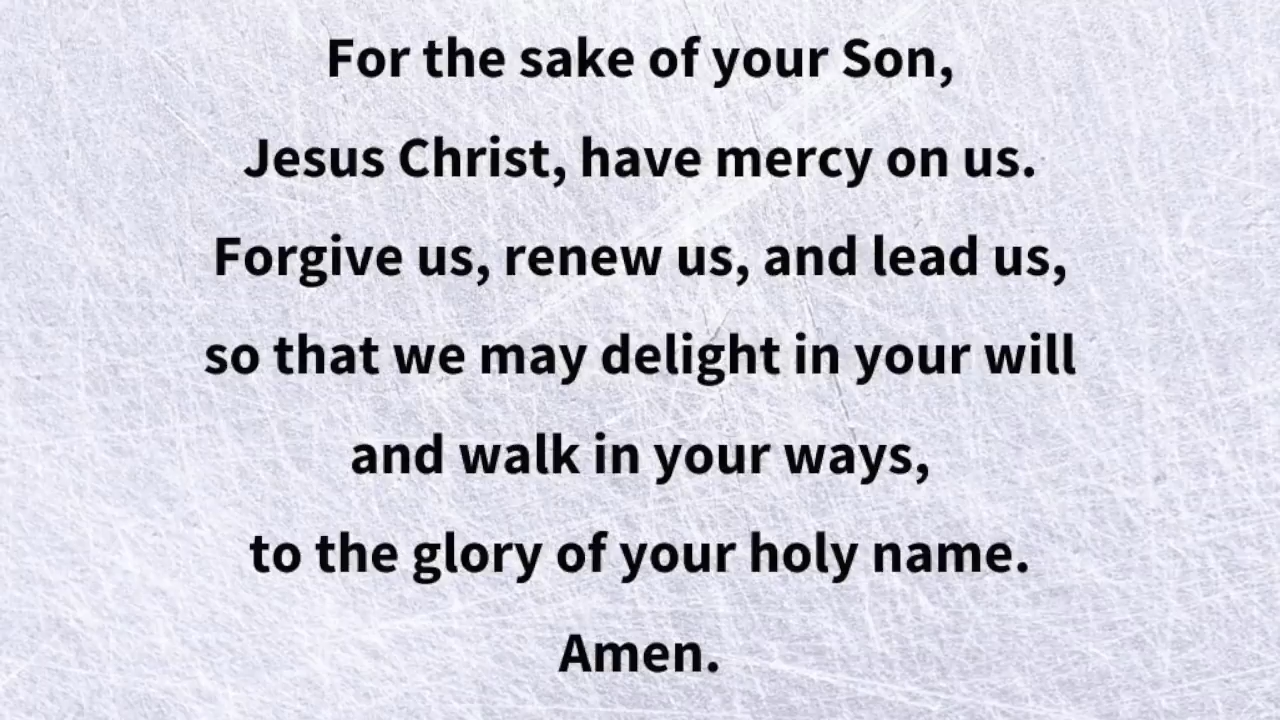 For the sake of your Son,
Jesus Christ, have mercy on us.
Forgive us, renew us, and lead us,
so that we may delight in your will
and walk in your ways,
to the glory of your holy name.
Amen.